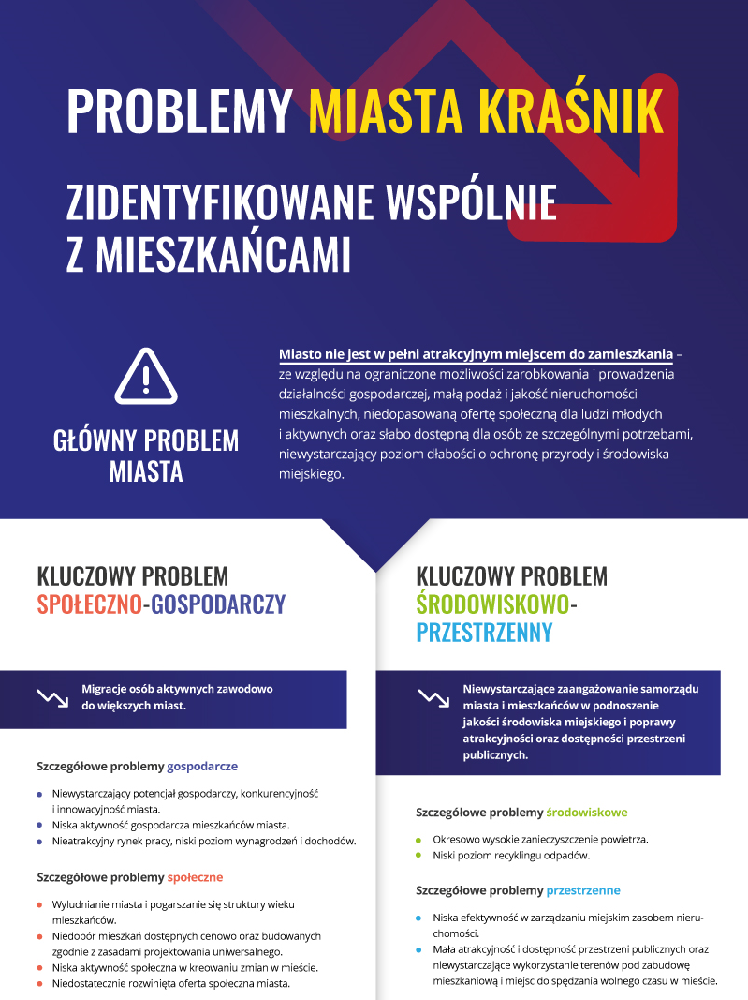 PROBLEMY MIASTA KRAŚNIK
ZIDENTYFIKOWANE WSPÓLNIE
Z MIESZKAŃCAMI
GŁÓWNY PROBLEM
MIASTA
Miasto nie jest w pełni atrakcyjnym miejscem do zamieszkania –
ze względu na ograniczone możliwości zarobkowania i prowadzenia
działalności gospodarczej, małą podaż i jakość nieruchomości
mieszkalnych, niedopasowaną ofertę społeczną dla ludzi młodych
i aktywnych oraz słabo dostępną dla osób ze szczególnymi potrzebami,
niewystarczający poziom dłabości o ochronę przyrody i środowiska
miejskiego.
KLUCZOWY PROBLEM
SPOŁECZNO-GOSPODARCZY
Migracje osób aktywnych zawodowo
do większych miast.
Szczegółowe problemy gospodarcze
• Niewystarczający potencjał gospodarczy, konkurencyjność
i innowacyjność miasta.
• Niska aktywność gospodarcza mieszkańców miasta.
• Nieatrakcyjny rynek pracy, niski poziom wynagrodzeń i dochodów.
Szczegółowe problemy społeczne
• Wyludnianie miasta i pogarszanie się struktury wieku
mieszkańców.
• Niedobór mieszkań dostępnych cenowo oraz budowanych
zgodnie z zasadami projektowania uniwersalnego.
• Niska aktywność społeczna w kreowaniu zmian w mieście.
• Niedostatecznie rozwinięta oferta społeczna miasta.
KLUCZOWY PROBLEM
ŚRODOWISKOWO-
PRZESTRZENNY
Niewystarczające zaangażowanie samorządu
miasta i mieszkańców w podnoszenie
jakości środowiska miejskiego i poprawy
atrakcyjności oraz dostępności przestrzeni
publicznych.
Szczegółowe problemy środowiskowe
• Okresowo wysokie zanieczyszczenie powietrza.
• Niski poziom recyklingu odpadów.
Szczegółowe problemy przestrzenne
• Niska efektywność w zarządzaniu miejskim zasobem nieru-
chomości.
• Mała atrakcyjność i dostępność przestrzeni publicznych oraz
niewystarczające wykorzystanie terenów pod zabudowę
mieszkaniową i miejsc do spędzania wolnego czasu w mieście.